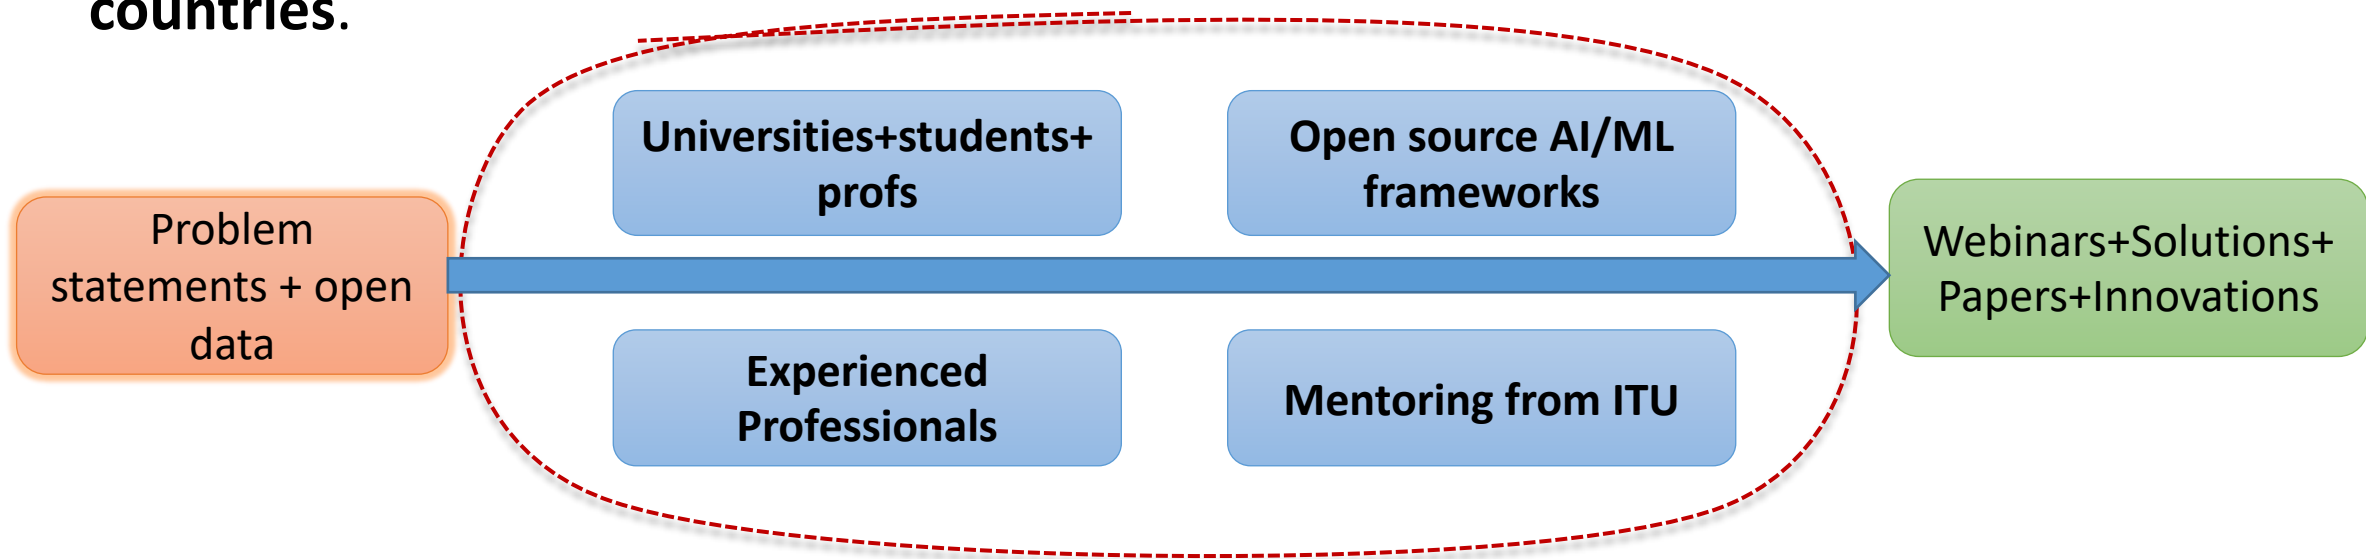 countries.
Universities+students+
profs
Open source AI/ML
frameworks
Problem
statements + open
data
Webinars+Solutions+
Papers+Innovations
Experienced
Professionals
Mentoring from ITU